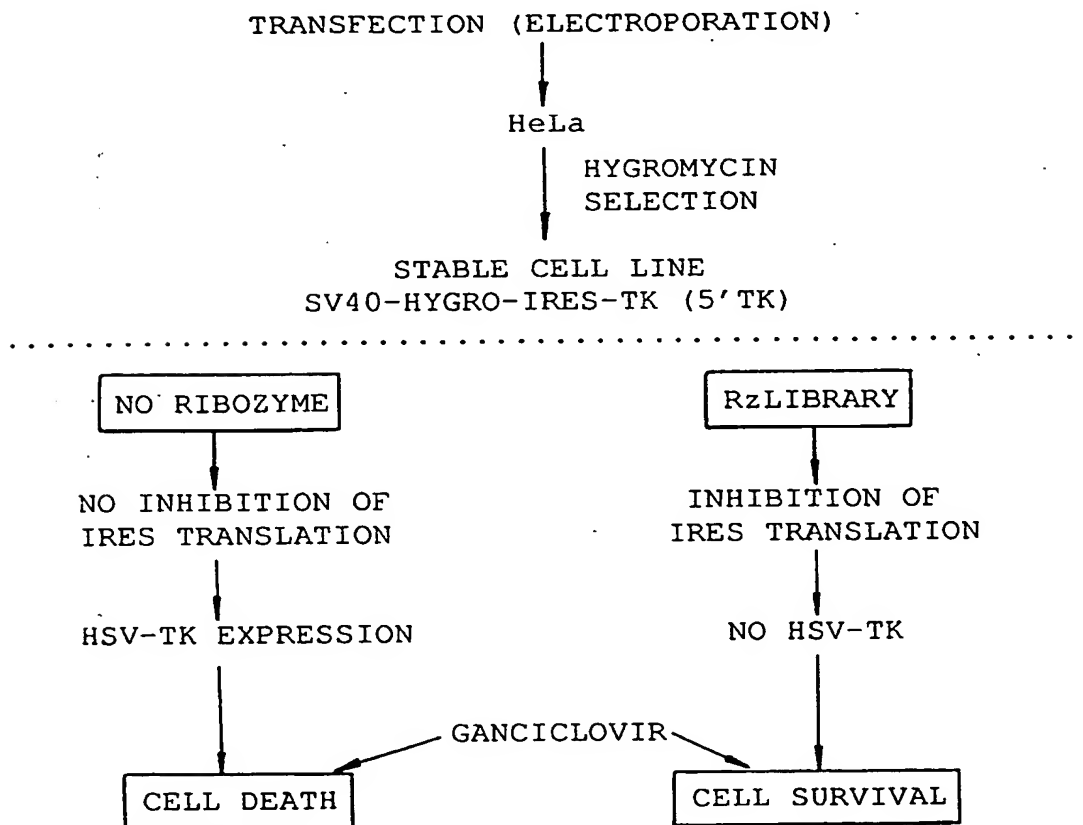 TRANSFECTION (ELECTROPORATION)
HeLa
HYGROMYCIN
SELECTION
STABLE CELL LINE
SV40-HYGRO-IRES-TK (5'TK)
NO RIBOZYME
NO INHIBITION OF
IRES TRANSLATION
HSV-TK EXPRESSION
RzLIBRARY
INHIBITION OF
IRES TRANSLATION
NO HSV-TK
GANCICLOVIR
CELL DEATH
CELL SURVIVAL